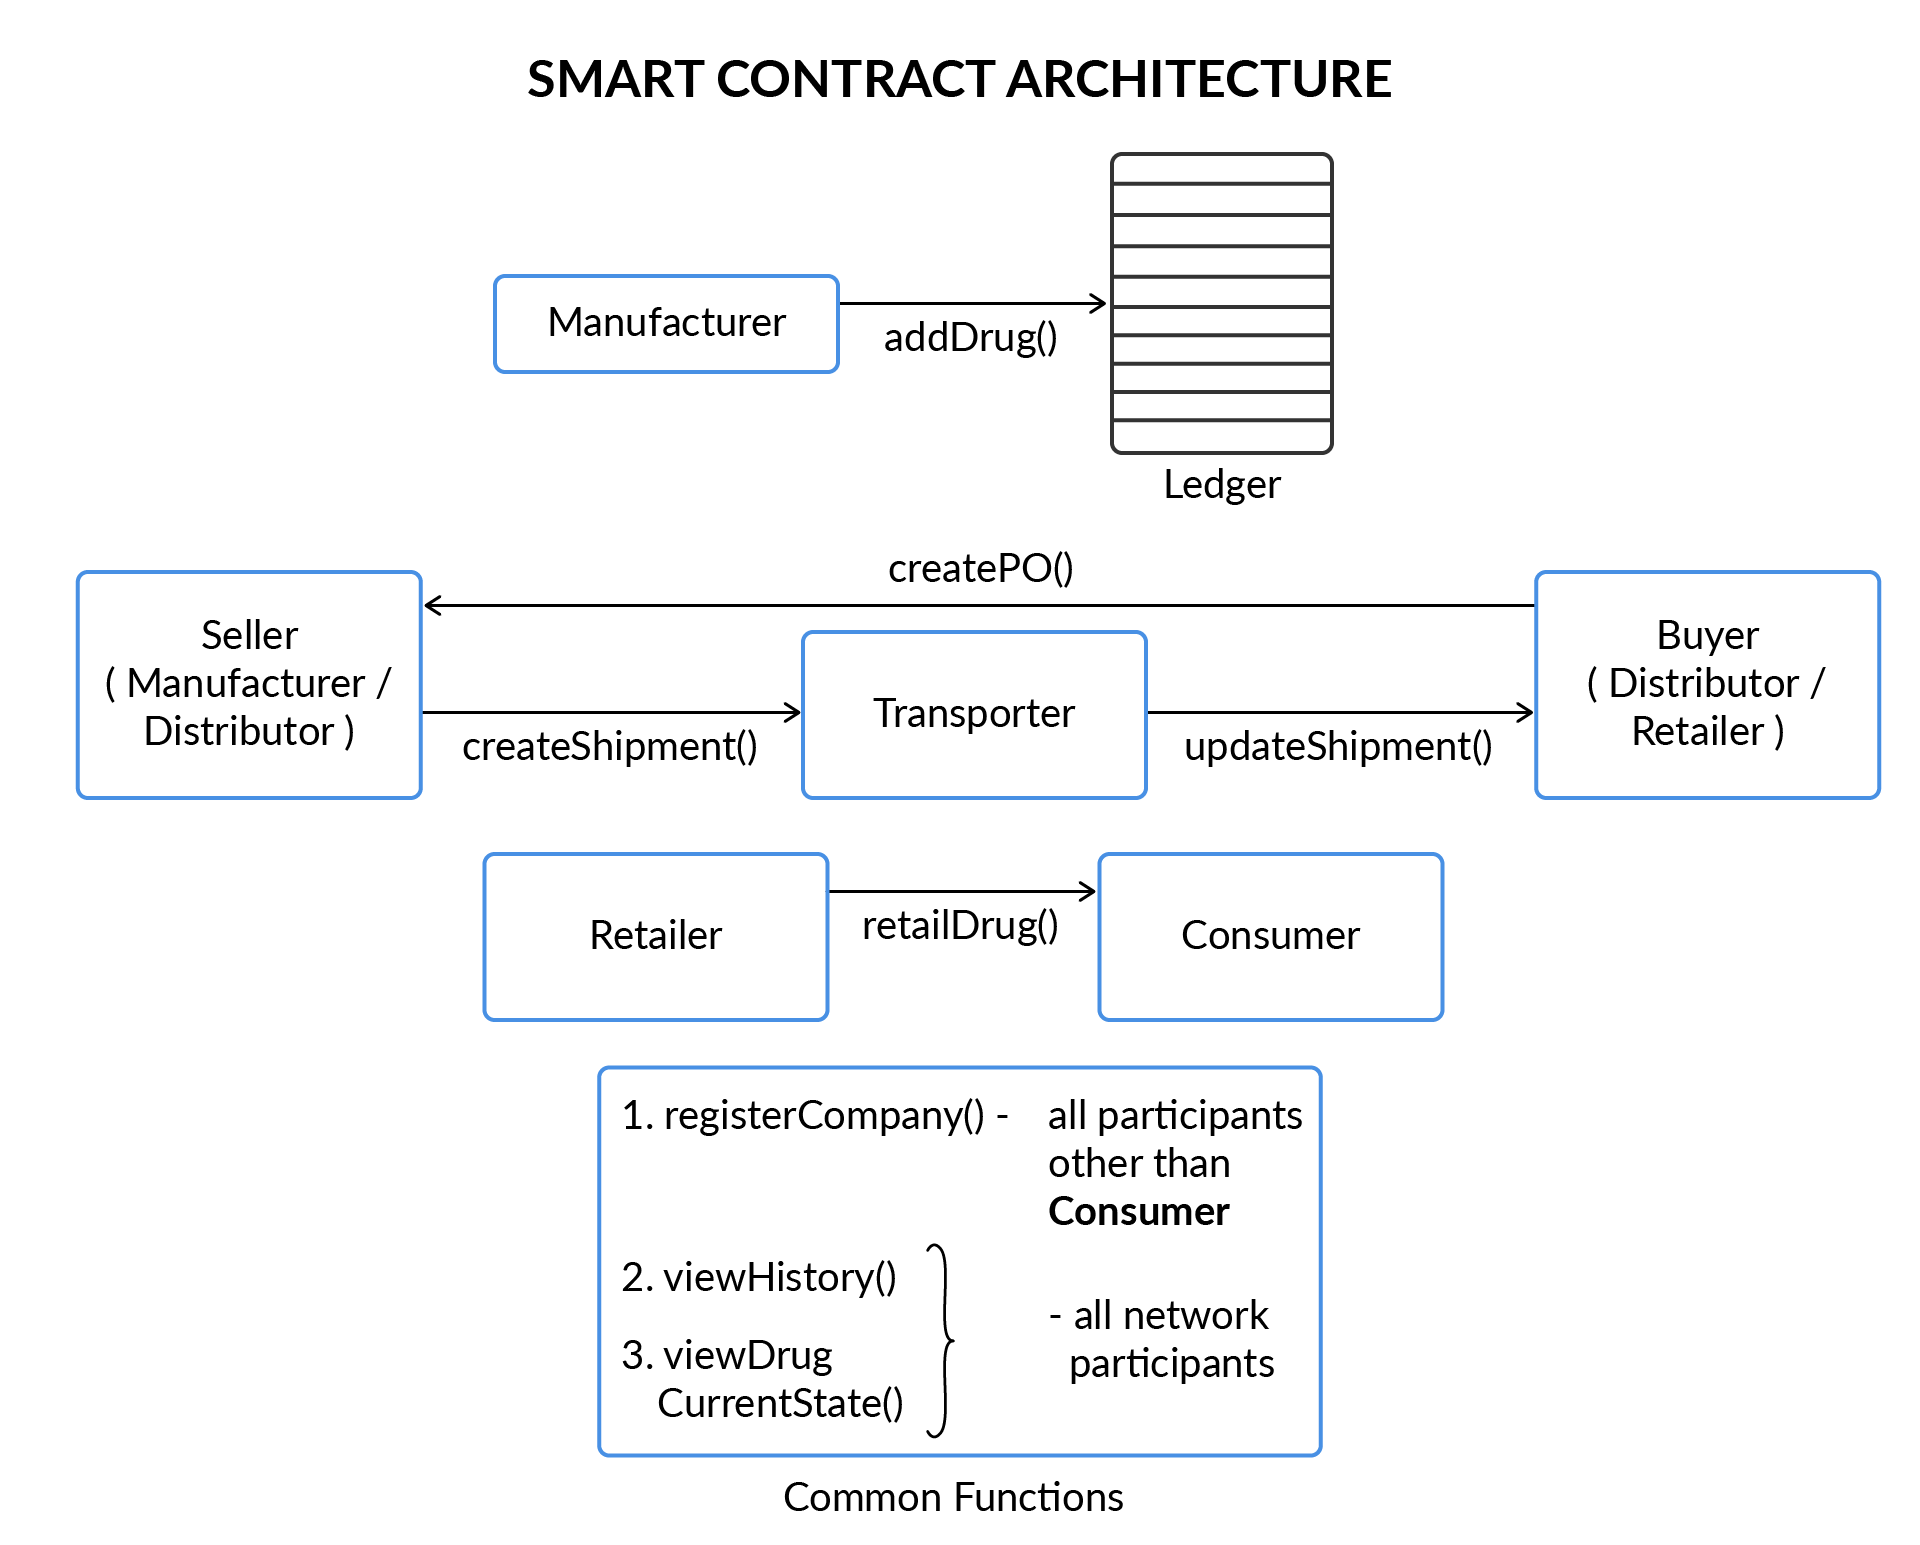 SMART CONTRACT ARCHITECTURE
Manufacturer
addDrug()
Ledger
createPO()
Seller
( Manufacturer /
Distributor )
createShipment()
Transporter
updateShipment()
Buyer
( Distributor /
Retailer )
Retailer
retailDrug()
Consumer
1. registerCompany() - all participants
other than
Consumer
2. viewHistory()
3. viewDrug
CurrentState()
- all network
participants
Common Functions